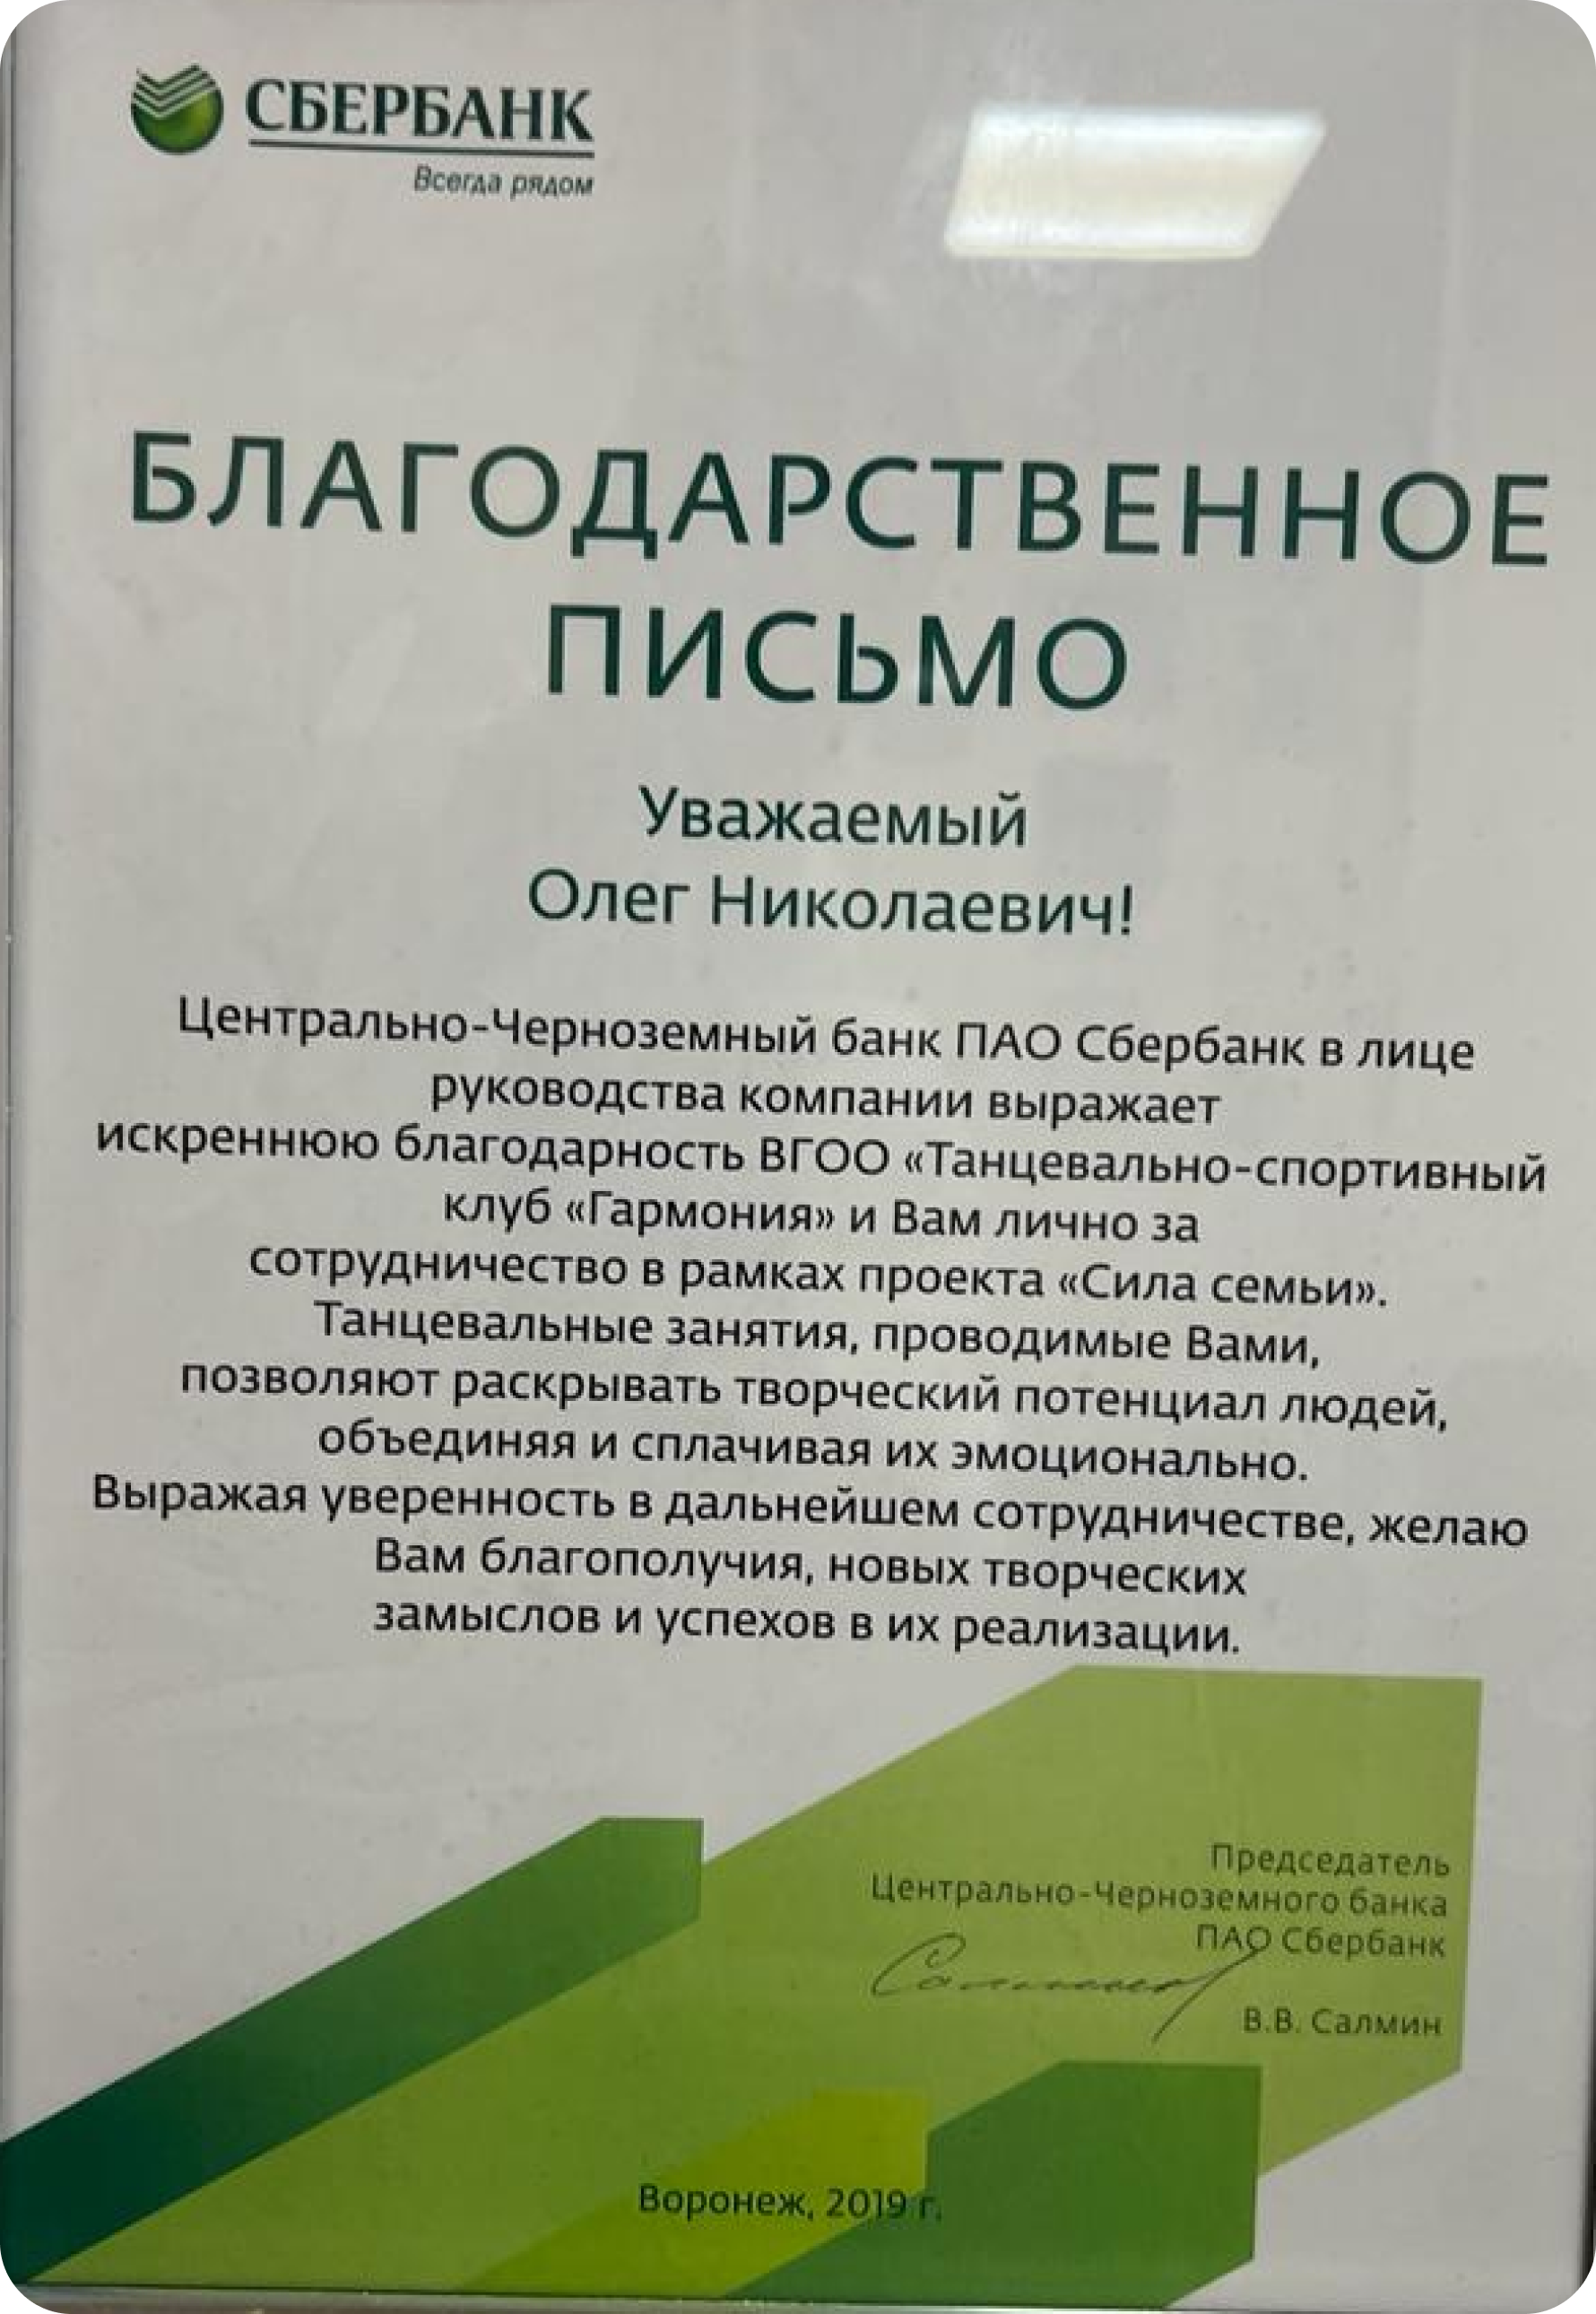 СБЕРБАНК
Всегда рядом
БЛАГОДАРСТВЕННОЕ
ПИСЬМО
Уважаемый
Олег Николаевич!
Центрально-Черноземный банк ПАО Сбербанк в лице
руководства компании выражает
искреннюю благодарность ВГОО «Танцевально-спортивный
клуб «Гармония» и Вам лично за
сотрудничество в рамках проекта «Сила семьи».
Танцевальные занятия, проводимые Вами,
позволяют раскрывать творческий потенциал людей,
объединяя и сплачивая их эмоционально.
Выражая уверенность в дальнейшем сотрудничестве, желаю
Вам благополучия, новых творческих
замыслов и успехов в их реализации.
Председатель
Центрально-Черноземного банка
ПАО Сбербанк
В.В. Салмин
Воронеж, 2019 г.